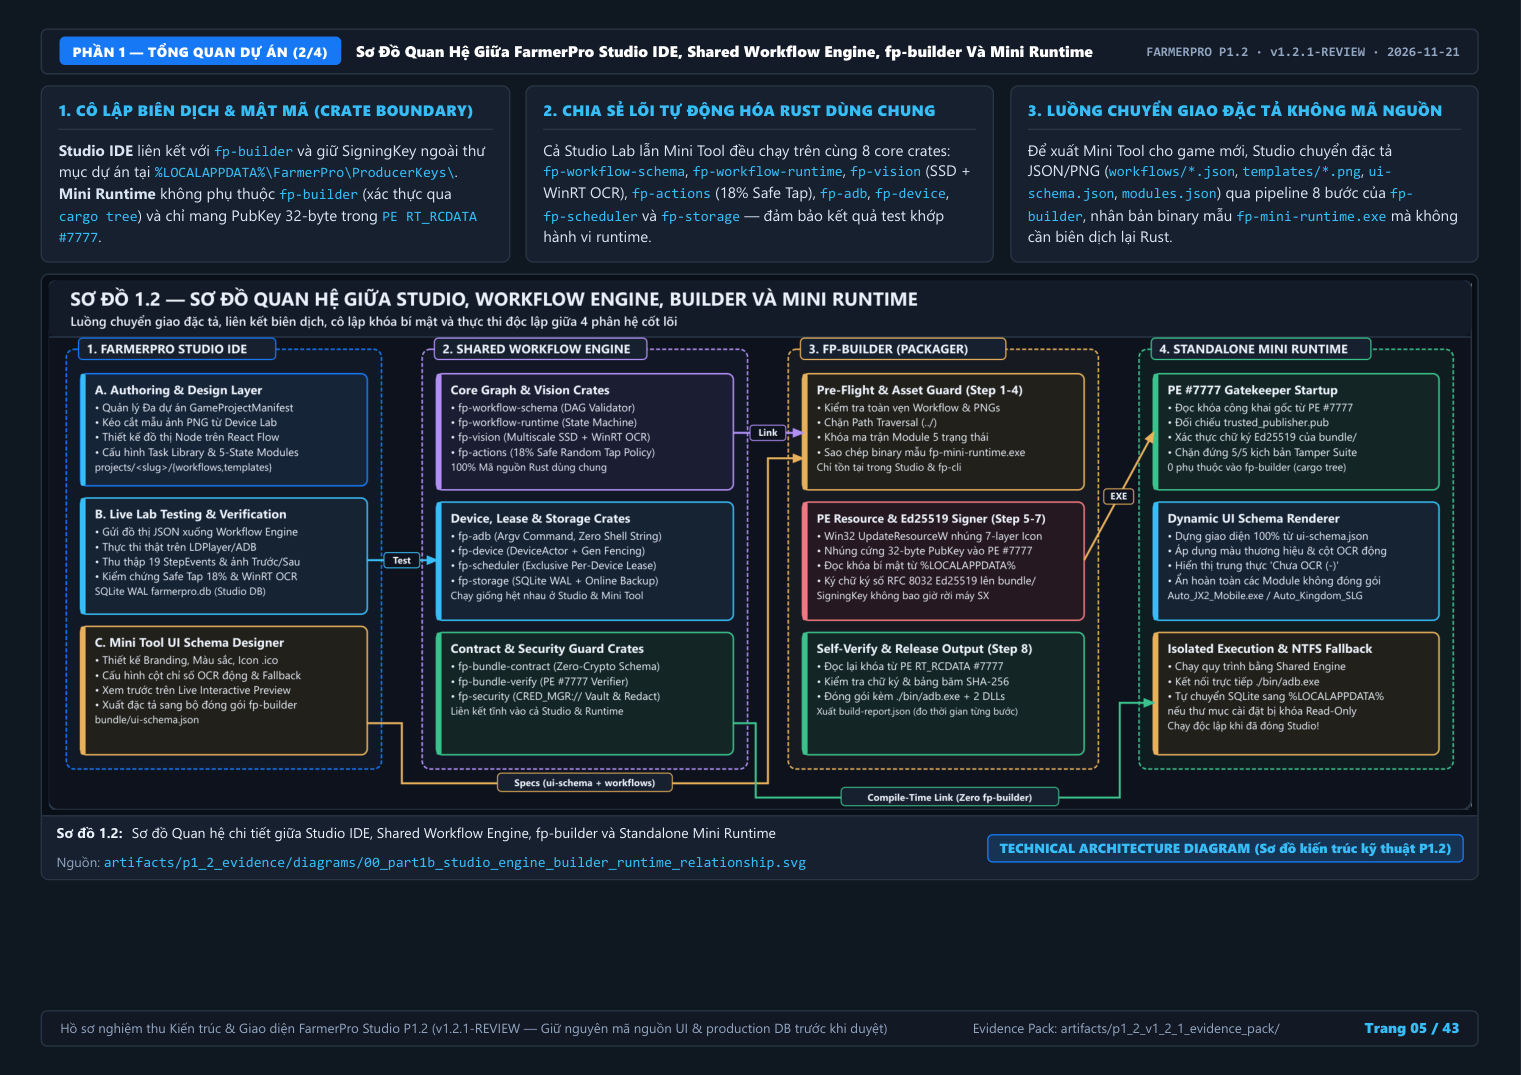 PHẦN 1 — TỔNG QUAN DỰ ÁN (2/4)
Sơ Đồ Quan Hệ Giữa FarmerPro Studio IDE, Shared Workflow Engine, fp-builder Và Mini Runtime
FARMERPRO P1.2 · v1.2.1-REVIEW · 2026-11-21
1. CÔ LẬP BIÊN DỊCH & MẬT MÃ (CRATE BOUNDARY)
Studio IDE liên kết với fp-builder và giữ SigningKey ngoài thư
mục dự án tại %LOCALAPPDATA%\FarmerPro\ProducerKeys\.
Mini Runtime không phụ thuộc fp-builder (xác thực qua
cargo tree) và chỉ mang PubKey 32-byte trong PE RT_RCDATA
#7777.
2. CHIA SẺ LÕI TỰ ĐỘNG HÓA RUST DÙNG CHUNG
Cả Studio Lab lẫn Mini Tool đều chạy trên cùng 8 core crates:
fp-workflow-schema, fp-workflow-runtime, fp-vision (SSD +
WinRT OCR), fp-actions (18% Safe Tap), fp-adb, fp-device,
fp-scheduler và fp-storage — đảm bảo kết quả test khớp
hành vi runtime.
3. LUỒNG CHUYỂN GIAO ĐẶC TẢ KHÔNG MÃ NGUỒN
Để xuất Mini Tool cho game mới, Studio chuyển đặc tả
JSON/PNG (workflows/*.json, templates/*.png, ui-
schema.json, modules.json) qua pipeline 8 bước của fp-
builder, nhân bản binary mẫu fp-mini-runtime.exe mà không
cần biên dịch lại Rust.
SƠ ĐỒ 1.2 — SƠ ĐỒ QUAN HỆ GIỮA STUDIO, WORKFLOW ENGINE, BUILDER VÀ MINI RUNTIME
Luồng chuyển giao đặc tả, liên kết biên dịch, cô lập khóa bí mật và thực thi độc lập giữa 4 phân hệ cốt lõi
1. FARMERPRO STUDIO IDE
A. Authoring & Design Layer
• Quản lý Đa dự án GameProjectManifest
• Kéo cắt mẫu ảnh PNG từ Device Lab
• Thiết kế đồ thị Node trên React Flow
• Cấu hình Task Library & 5-State Modules
projects/<slug>/{workflows,templates}
B. Live Lab Testing & Verification
• Gửi đồ thị JSON xuống Workflow Engine
• Thực thi thật trên LDPlayer/ADB
• Thu thập 19 StepEvents & ảnh Trước/Sau
• Kiểm chứng Safe Tap 18% & WinRT OCR
SQLite WAL farmerpro.db (Studio DB)
C. Mini Tool UI Schema Designer
• Thiết kế Branding, Màu sắc, Icon .ico
• Cấu hình cột chỉ số OCR động & Fallback
• Xem trước trên Live Interactive Preview
• Xuất đặc tả sang bộ đóng gói fp-builder
bundle/ui-schema.json
Test
2. SHARED WORKFLOW ENGINE
Core Graph & Vision Crates
• fp-workflow-schema (DAG Validator)
• fp-workflow-runtime (State Machine)
• fp-vision (Multiscale SSD + WinRT OCR)
• fp-actions (18% Safe Random Tap Policy)
100% Mã nguồn Rust dùng chung
Device, Lease & Storage Crates
• fp-adb (Argv Command, Zero Shell String)
• fp-device (DeviceActor + Gen Fencing)
• fp-scheduler (Exclusive Per-Device Lease)
• fp-storage (SQLite WAL + Online Backup)
Chạy giống hệt nhau ở Studio & Mini Tool
Contract & Security Guard Crates
• fp-bundle-contract (Zero-Crypto Schema)
• fp-bundle-verify (PE #7777 Verifier)
• fp-security (CRED_MGR:// Vault & Redact)
Liên kết tĩnh vào cả Studio & Runtime
Link
3. FP-BUILDER (PACKAGER)
Pre-Flight & Asset Guard (Step 1-4)
• Kiểm tra toàn vẹn Workflow & PNGs
• Chặn Path Traversal (../)
• Khóa ma trận Module 5 trạng thái
• Sao chép binary mẫu fp-mini-runtime.exe
Chỉ tồn tại trong Studio & fp-cli
PE Resource & Ed25519 Signer (Step 5-7)
• Win32 UpdateResourceW nhúng 7-layer Icon
• Nhúng cứng 32-byte PubKey vào PE #7777
• Đọc khóa bí mật từ %LOCALAPPDATA%
• Ký chữ ký số RFC 8032 Ed25519 lên bundle/
SigningKey không bao giờ rời máy SX
Self-Verify & Release Output (Step 8)
• Đọc lại khóa từ PE RT_RCDATA #7777
• Kiểm tra chữ ký & bảng băm SHA-256
• Đóng gói kèm ./bin/adb.exe + 2 DLLs
Xuất build-report.json (đo thời gian từng bước)
EXE
4. STANDALONE MINI RUNTIME
PE #7777 Gatekeeper Startup
• Đọc khóa công khai gốc từ PE #7777
• Đối chiếu trusted_publisher.pub
• Xác thực chữ ký Ed25519 của bundle/
• Chặn đứng 5/5 kịch bản Tamper Suite
0 phụ thuộc vào fp-builder (cargo tree)
Dynamic UI Schema Renderer
• Dựng giao diện 100% từ ui-schema.json
• Áp dụng màu thương hiệu & cột OCR động
• Hiển thị trung thực 'Chưa OCR (-)'
• Ẩn hoàn toàn các Module không đóng gói
Auto_JX2_Mobile.exe / Auto_Kingdom_SLG
Isolated Execution & NTFS Fallback
• Chạy quy trình bằng Shared Engine
• Kết nối trực tiếp ./bin/adb.exe
• Tự chuyển SQLite sang %LOCALAPPDATA%
nếu thư mục cài đặt bị khóa Read-Only
Chạy độc lập khi đã đóng Studio!
Specs (ui-schema + workflows)
Compile-Time Link (Zero fp-builder)
Sơ đồ 1.2: Sơ đồ Quan hệ chi tiết giữa Studio IDE, Shared Workflow Engine, fp-builder và Standalone Mini Runtime
Nguồn: artifacts/p1_2_evidence/diagrams/00_part1b_studio_engine_builder_runtime_relationship.svg
TECHNICAL ARCHITECTURE DIAGRAM (Sơ đồ kiến trúc kỹ thuật P1.2)
Hồ sơ nghiệm thu Kiến trúc & Giao diện FarmerPro Studio P1.2 (v1.2.1-REVIEW — Giữ nguyên mã nguồn UI & production DB trước khi duyệt)
Evidence Pack: artifacts/p1_2_v1_2_1_evidence_pack/
Trang 05 / 43